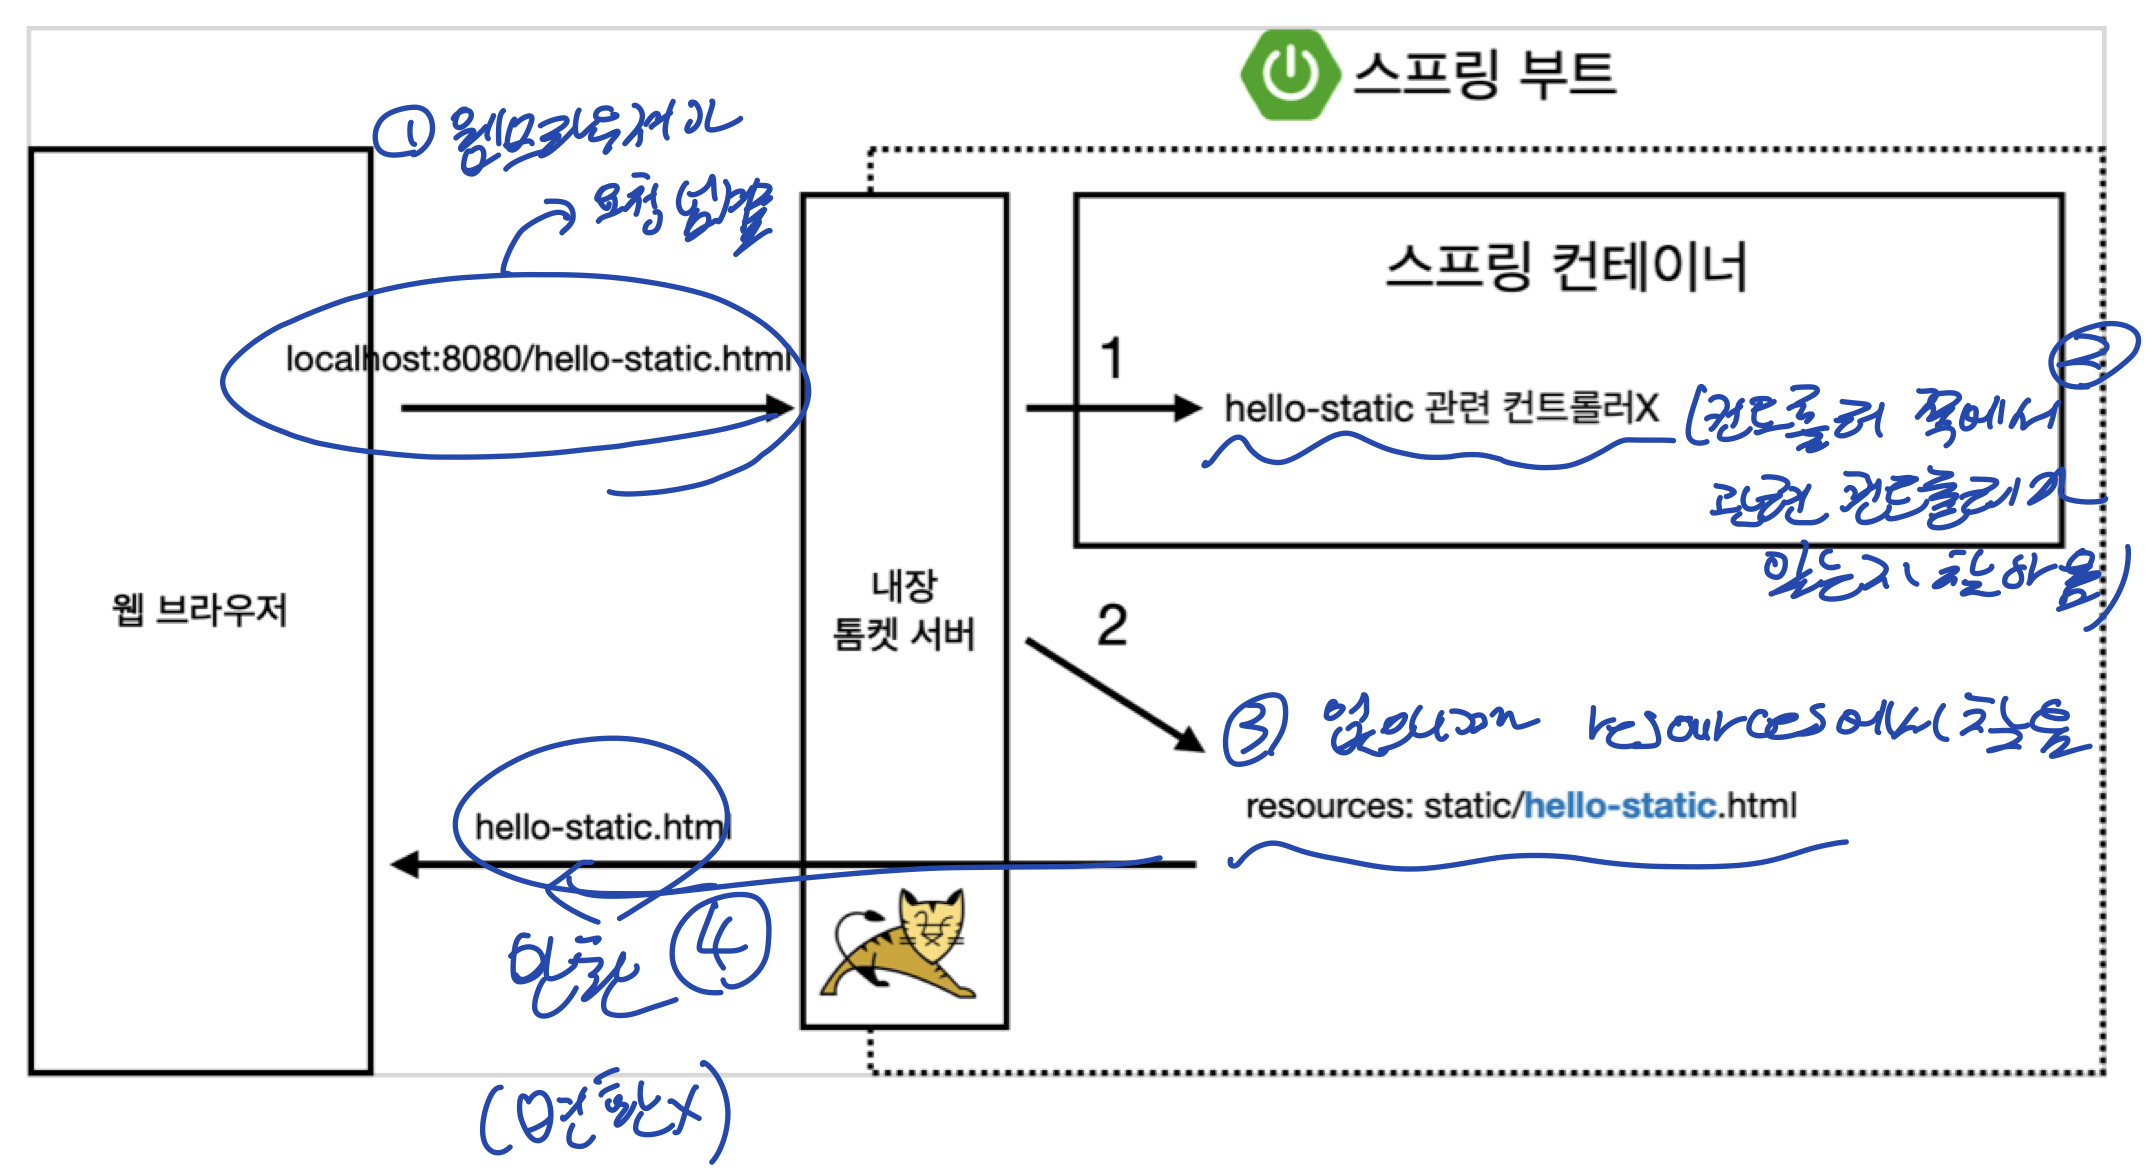 스프링 부트
① 웹브라우저가
요청 넘김
스프링 컨테이너
localhost:8080/hello-static.html
1
②
hello-static 관련 컨트롤러X
(컨트롤러 쪽에서
관련 컨트롤러가
있는지 찾아봄)
웹 브라우저
내장
톰켓 서버
2
③ 없으면 resources에서 찾음
resources: static/hello-static.html
hello-static.html
반환 ④
(변환X)